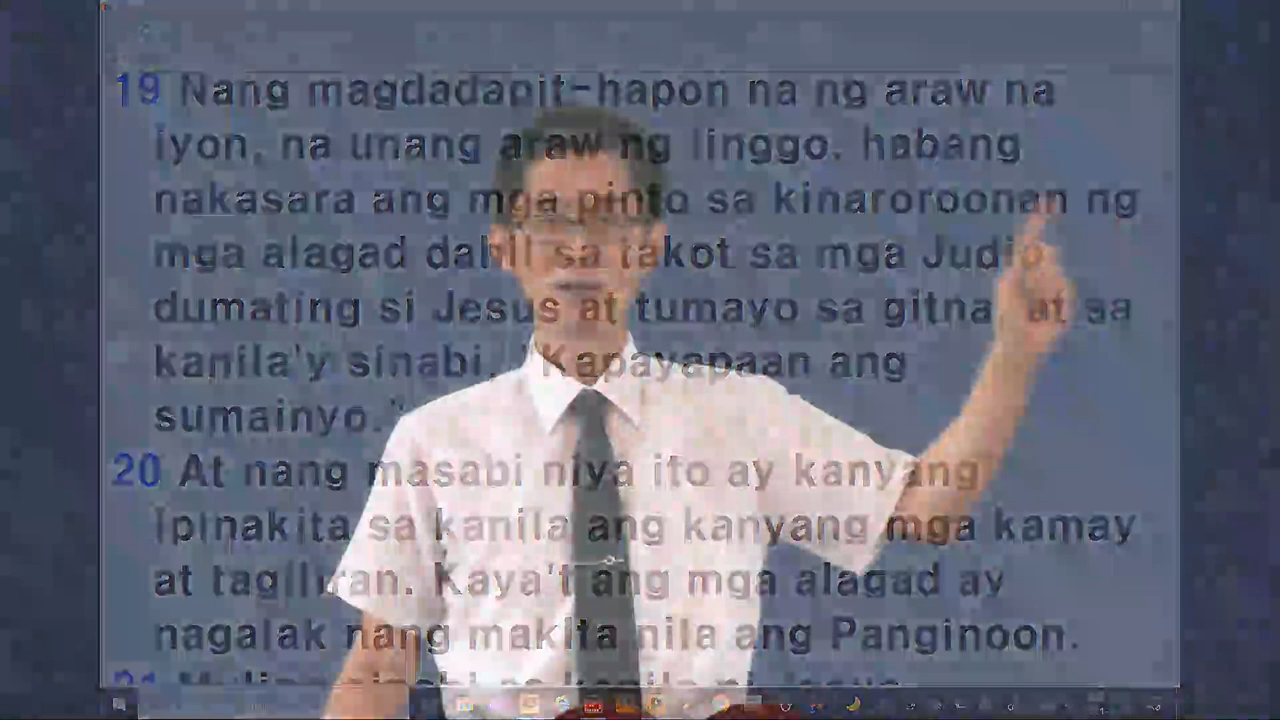 19 Nang magdadapit-hapon na ng araw na
iyon, na unang araw ng linggo, habang
nakasara ang mga pinto sa kinaroroonan ng
mga alagad dahil sa takot sa mga Judio,
dumating si Jesus at tumayo sa gitna, at sa
kanila'y sinabi, "Kapayapaan ang
sumainyo."
20 At nang masabi niya ito ay kanyang
ipinakita sa kanila ang kanyang mga kamay
at tagiliran. Kaya't ang mga alagad ay
nagalak nang makita nila ang Panginoon.